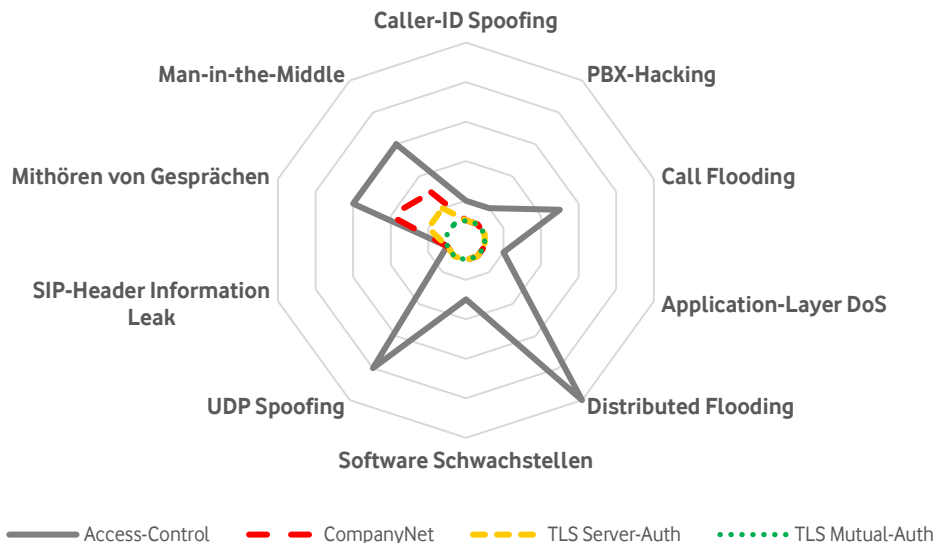 Caller-ID Spoofing
Man-in-the-Middle
PBX-Hacking
Mithören von Gesprächen
Call Flooding
SIP-Header Information
Leak
Application-Layer DoS
UDP Spoofing
Distributed Flooding
Software Schwachstellen
Access-Control
CompanyNet
TLS Server-Auth
TLS Mutual-Auth